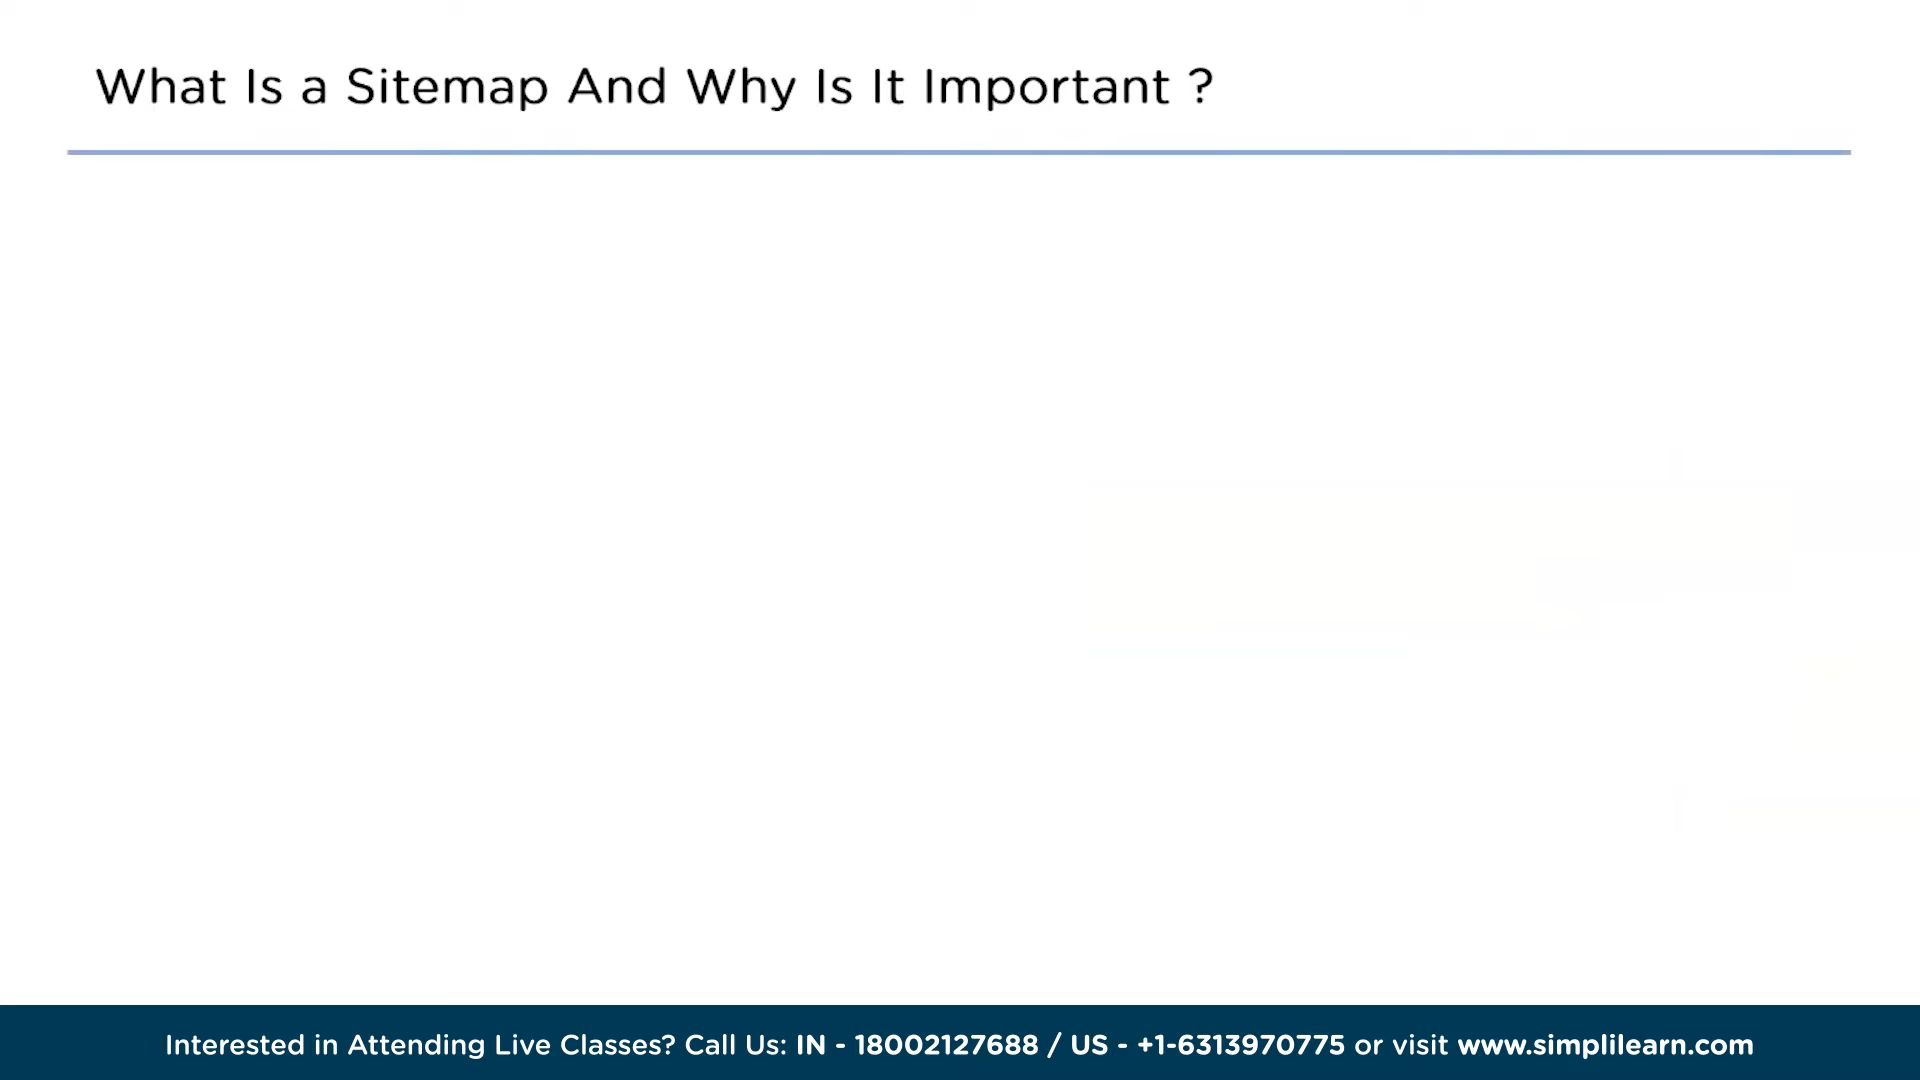 What Is a Sitemap And Why Is It Important ?
Interested in Attending Live Classes? Call Us: IN - 18002127688 / US - +1-6313970775 or visit www.simplilearn.com